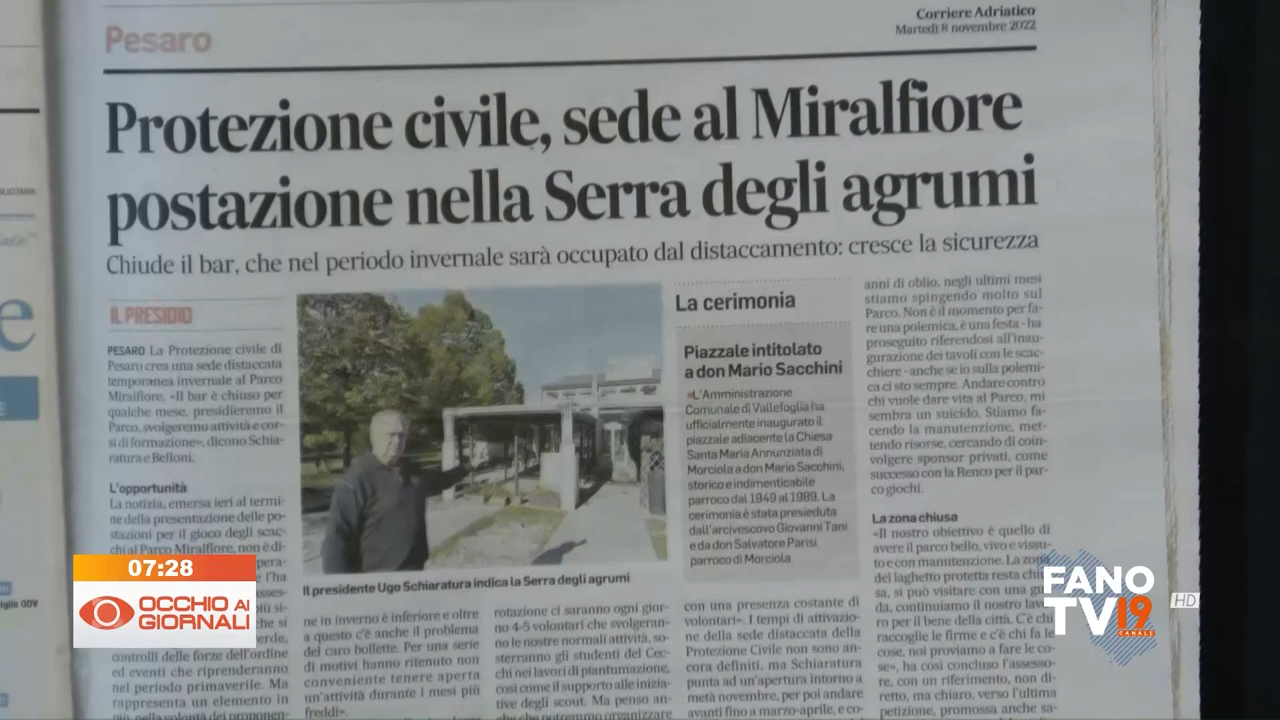 Pesaro
Corriere Adriatico
Martedì 8 novembre 2022
Protezione civile, sede al Miralfiore
postazione nella Serra degli agrumi
Chiude il bar, che nel periodo invernale sarà occupato dal distaccamento: cresce la sicurezza
IL PRESIDIO
PESARO La Protezione civile di
Pesaro crea una sede distaccata
temporanea invernale al Parco
Miralfiore. «Il bar è chiuso per
qualche mese, presidieremo il
Parco, svolgeremo attività e cor-
si di formazione», dicono Schia-
ratura e Belloni.
L'opportunità
La notizia, emersa ieri al termi-
ne della presentazione delle po-
stazioni per il gioco degli scac-
chi al Parco Miralfiore, non è di-
controlli delle forze dell'ordine
ed eventi che riprenderanno
nel periodo primaverile. Ma
rappresenta un elemento in
più nella volontà dei proponen-
Il presidente Ugo Schiaratura indica la Serra degli agrumi
ne in inverno è inferiore e oltre
a questo c'è anche il problema
del caro bollette. Per una serie
di motivi hanno ritenuto non
conveniente tenere aperta
un'attività durante i mesi più
freddi».
rotazione ci saranno ogni gior-
no 4-5 volontari che svolgeran-
no le nostre normali attività, so-
sterranno gli studenti del Cec-
chi nei lavori di piantumazione,
così come il supporto alle inizia-
tive degli scout. Ma penso an-
che che potremmo organizzare
La cerimonia
Piazzale intitolato
a don Mario Sacchini
L'Amministrazione
Comunale di Vallefoglia ha
ufficialmente inaugurato il
piazzale adiacente la Chiesa
Santa Maria Annunziata di
Morciola a don Mario Sacchini,
storico e indimenticabile
parroco dal 1949 al 1989. La
cerimonia è stata presieduta
dall'arcivescovo Giovanni Tani
e da don Salvatore Parisi
parroco di Morciola
con una presenza costante di
volontari». I tempi di attivazio-
ne della sede distaccata della
Protezione Civile non sono an-
cora definiti, ma Schiaratura
punta ad un'apertura intorno a
metà novembre, per poi andare
avanti fino a marzo-aprile, e co-
anni di oblio, negli ultimi mesi
stiamo spingendo molto sul
Parco. Non è il momento per fa-
re una polemica, è una festa - ha
proseguito riferendosi all'inau-
gurazione dei tavoli con le scac-
chiere - anche se io sulla polemi-
ca ci sto sempre. Andare contro
chi vuole dare vita al Parco, mi
sembra un suicidio. Stiamo fa-
cendo la manutenzione, met-
tendo risorse, cercando di coin-
volgere sponsor privati, come
successo con la Renco per il par-
co giochi.
La zona chiusa
«Il nostro obiettivo è quello di
avere il parco bello, vivo e vissu-
to e con manutenzione. La zona
del laghetto protetta resta chiu-
sa, si può visitare con una gui-
da, continuiamo il nostro lavo-
ro per il bene della città. C'è chi
raccoglie le firme e c'è chi fa le
cose, noi proviamo a fare le co-
se», ha così concluso l'assesso-
re, con un riferimento, non di-
retto, ma chiaro, verso l'ultima
petizione, promossa anche sa-
07:28
OCCHIO AI
GIORNALI
FANO
TV19
CANALE
HD